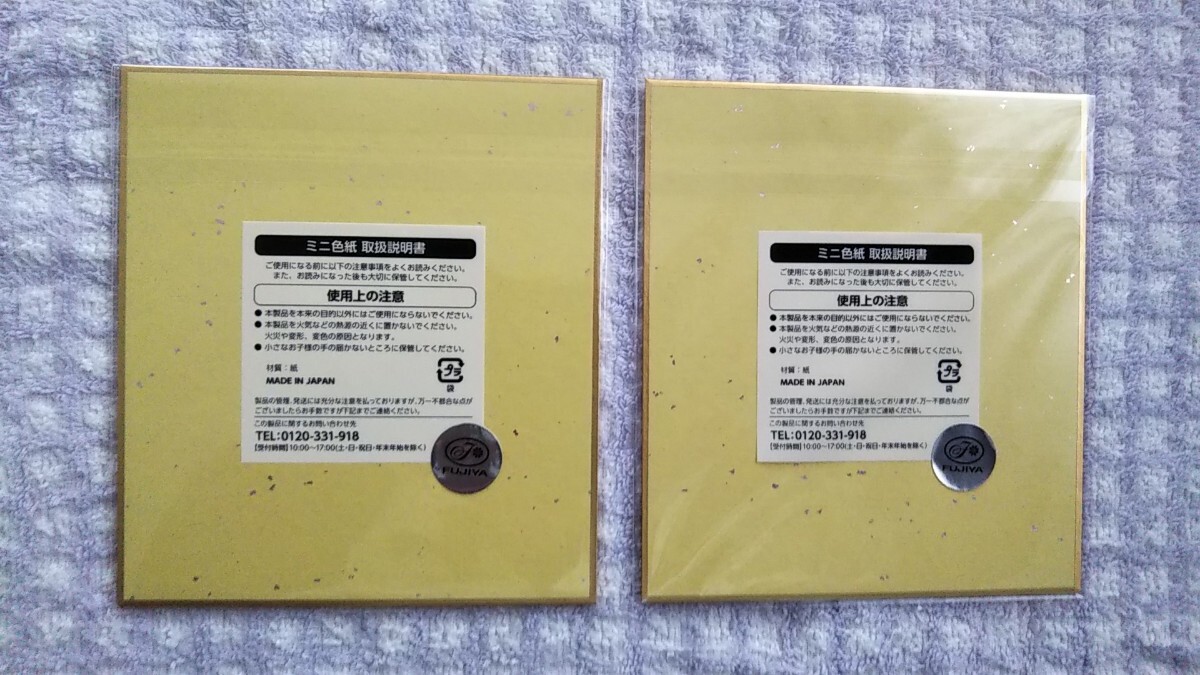 ミニ色紙 取扱説明書
ご使用になる前に以下の注意事項をよくお読みください。
また、お読みになった後も大切に保管してください。
使用上の注意
● 本製品を本来の目的以外にはご使用にならないでください。
● 本製品を火気などの熱源の近くに置かないでください。
火災や変形、変色の原因となります。
● 小さなお子様の手の届かないところに保管してください。
材質：紙
MADE IN JAPAN
プラ
袋
製品の管理、発送には充分な注意を払っておりますが、万一不都合な点が
ございましたらお手数ですが下記までご連絡ください。
この製品に関するお問い合わせ先
TEL:0120-331-918
【受付時間】10:00〜17:00(土・日・祝日・年末年始を除く)
FUJIYA
ミニ色紙 取扱説明書
ご使用になる前に以下の注意事項をよくお読みください。
また、お読みになった後も大切に保管してください。
使用上の注意
● 本製品を本来の目的以外にはご使用にならないでください。
● 本製品を火気などの熱源の近くに置かないでください。
火災や変形、変色の原因となります。
● 小さなお子様の手の届かないところに保管してください。
材質：紙
MADE IN JAPAN
プラ
袋
製品の管理、発送には充分な注意を払っておりますが、万一不都合な点が
ございましたらお手数ですが下記までご連絡ください。
この製品に関するお問い合わせ先
TEL:0120-331-918
【受付時間】10:00〜17:00(土・日・祝日・年末年始を除く)
FUJIYA